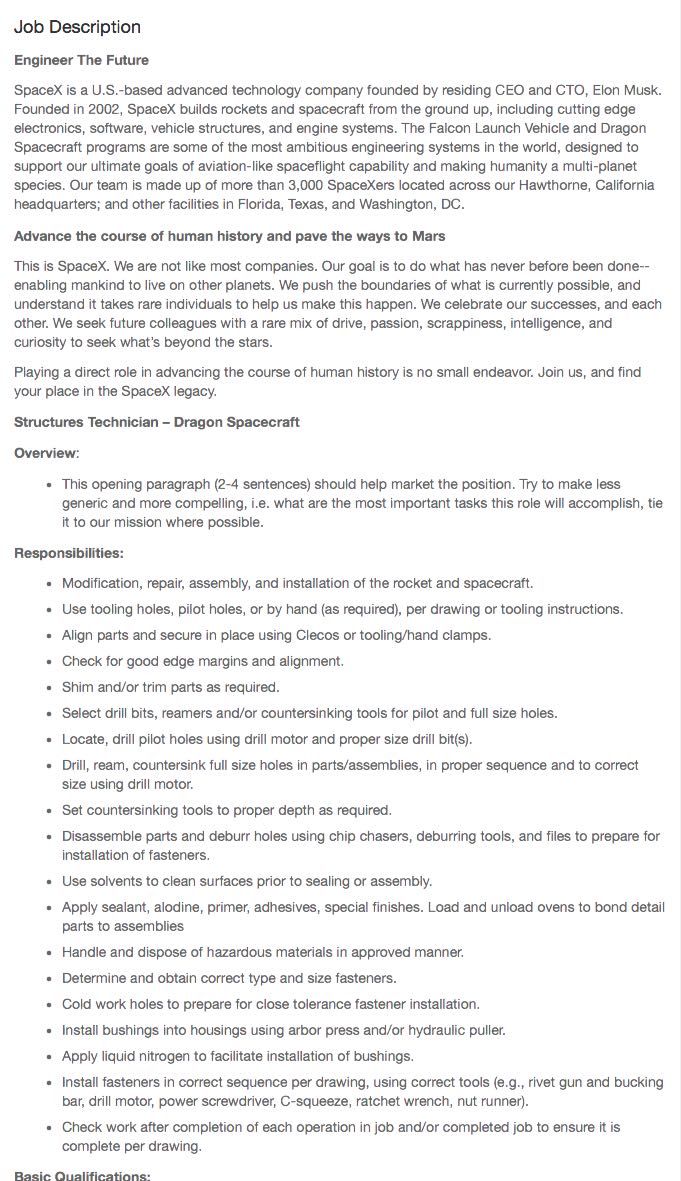 Job Description
Engineer The Future
SpaceX is a U.S.-based advanced technology company founded by residing CEO and CTO, Elon Musk.
Founded in 2002, SpaceX builds rockets and spacecraft from the ground up, including cutting edge
electronics, software, vehicle structures, and engine systems. The Falcon Launch Vehicle and Dragon
Spacecraft programs are some of the most ambitious engineering systems in the world, designed to
support our ultimate goals of aviation-like spaceflight capability and making humanity a multi-planet
species. Our team is made up of more than 3,000 SpaceXers located across our Hawthorne, California
headquarters; and other facilities in Florida, Texas, and Washington, DC.
Advance the course of human history and pave the ways to Mars
This is SpaceX. We are not like most companies. Our goal is to do what has never before been done--
enabling mankind to live on other planets. We push the boundaries of what is currently possible, and
understand it takes rare individuals to help us make this happen. We celebrate our successes, and each
other. We seek future colleagues with a rare mix of drive, passion, scrappiness, intelligence, and
curiosity to seek what's beyond the stars.
Playing a direct role in advancing the course of human history is no small endeavor. Join us, and find
your place in the SpaceX legacy.
Structures Technician – Dragon Spacecraft
Overview:
• This opening paragraph (2-4 sentences) should help market the position. Try to make less
generic and more compelling, i.e. what are the most important tasks this role will accomplish, tie
it to our mission where possible.
Responsibilities:
• Modification, repair, assembly, and installation of the rocket and spacecraft.
• Use tooling holes, pilot holes, or by hand (as required), per drawing or tooling instructions.
• Align parts and secure in place using Clecos or tooling/hand clamps.
• Check for good edge margins and alignment.
• Shim and/or trim parts as required.
• Select drill bits, reamers and/or countersinking tools for pilot and full size holes.
• Locate, drill pilot holes using drill motor and proper size drill bit(s).
• Drill, ream, countersink full size holes in parts/assemblies, in proper sequence and to correct
size using drill motor.
• Set countersinking tools to proper depth as required.
• Disassemble parts and deburr holes using chip chasers, deburring tools, and files to prepare for
installation of fasteners.
• Use solvents to clean surfaces prior to sealing or assembly.
• Apply sealant, alodine, primer, adhesives, special finishes. Load and unload ovens to bond detail
parts to assemblies
• Handle and dispose of hazardous materials in approved manner.
• Determine and obtain correct type and size fasteners.
• Cold work holes to prepare for close tolerance fastener installation.
• Install bushings into housings using arbor press and/or hydraulic puller.
• Apply liquid nitrogen to facilitate installation of bushings.
• Install fasteners in correct sequence per drawing, using correct tools (e.g., rivet gun and bucking
bar, drill motor, power screwdriver, C-squeeze, ratchet wrench, nut runner).
• Check work after completion of each operation in job and/or completed job to ensure it is
complete per drawing.
Basic Qualifications: